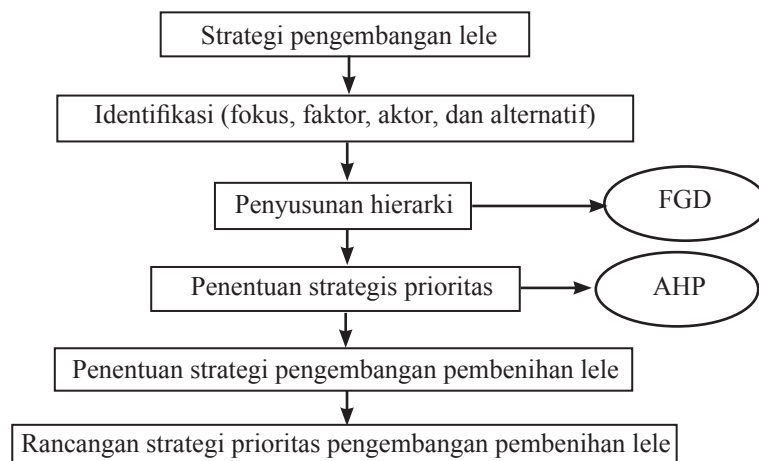 Strategi pengembangan lele
Identifikasi (fokus, faktor, aktor, dan alternatif)
Penyusunan hierarki
FGD
Penentuan strategis prioritas
AHP
Penentuan strategi pengembangan pembenihan lele
Rancangan strategi prioritas pengembangan pembenihan lele